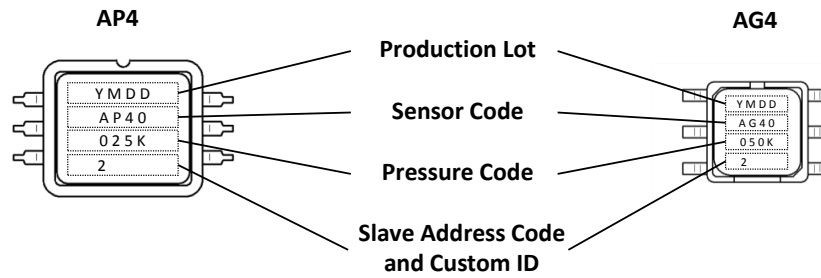 AP4
AG4
Production Lot
Sensor Code
Pressure Code
Slave Address Code
and Custom ID
YMDD
AP40
025K
2
YMDD
AG40
050K
2